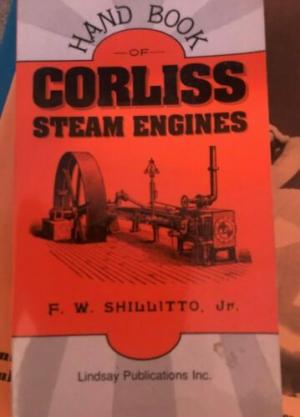 HAND BOOK
OF
CORLISS
STEAM ENGINES
F. W. SHILLITTO, Jr.
Lindsay Publications Inc.